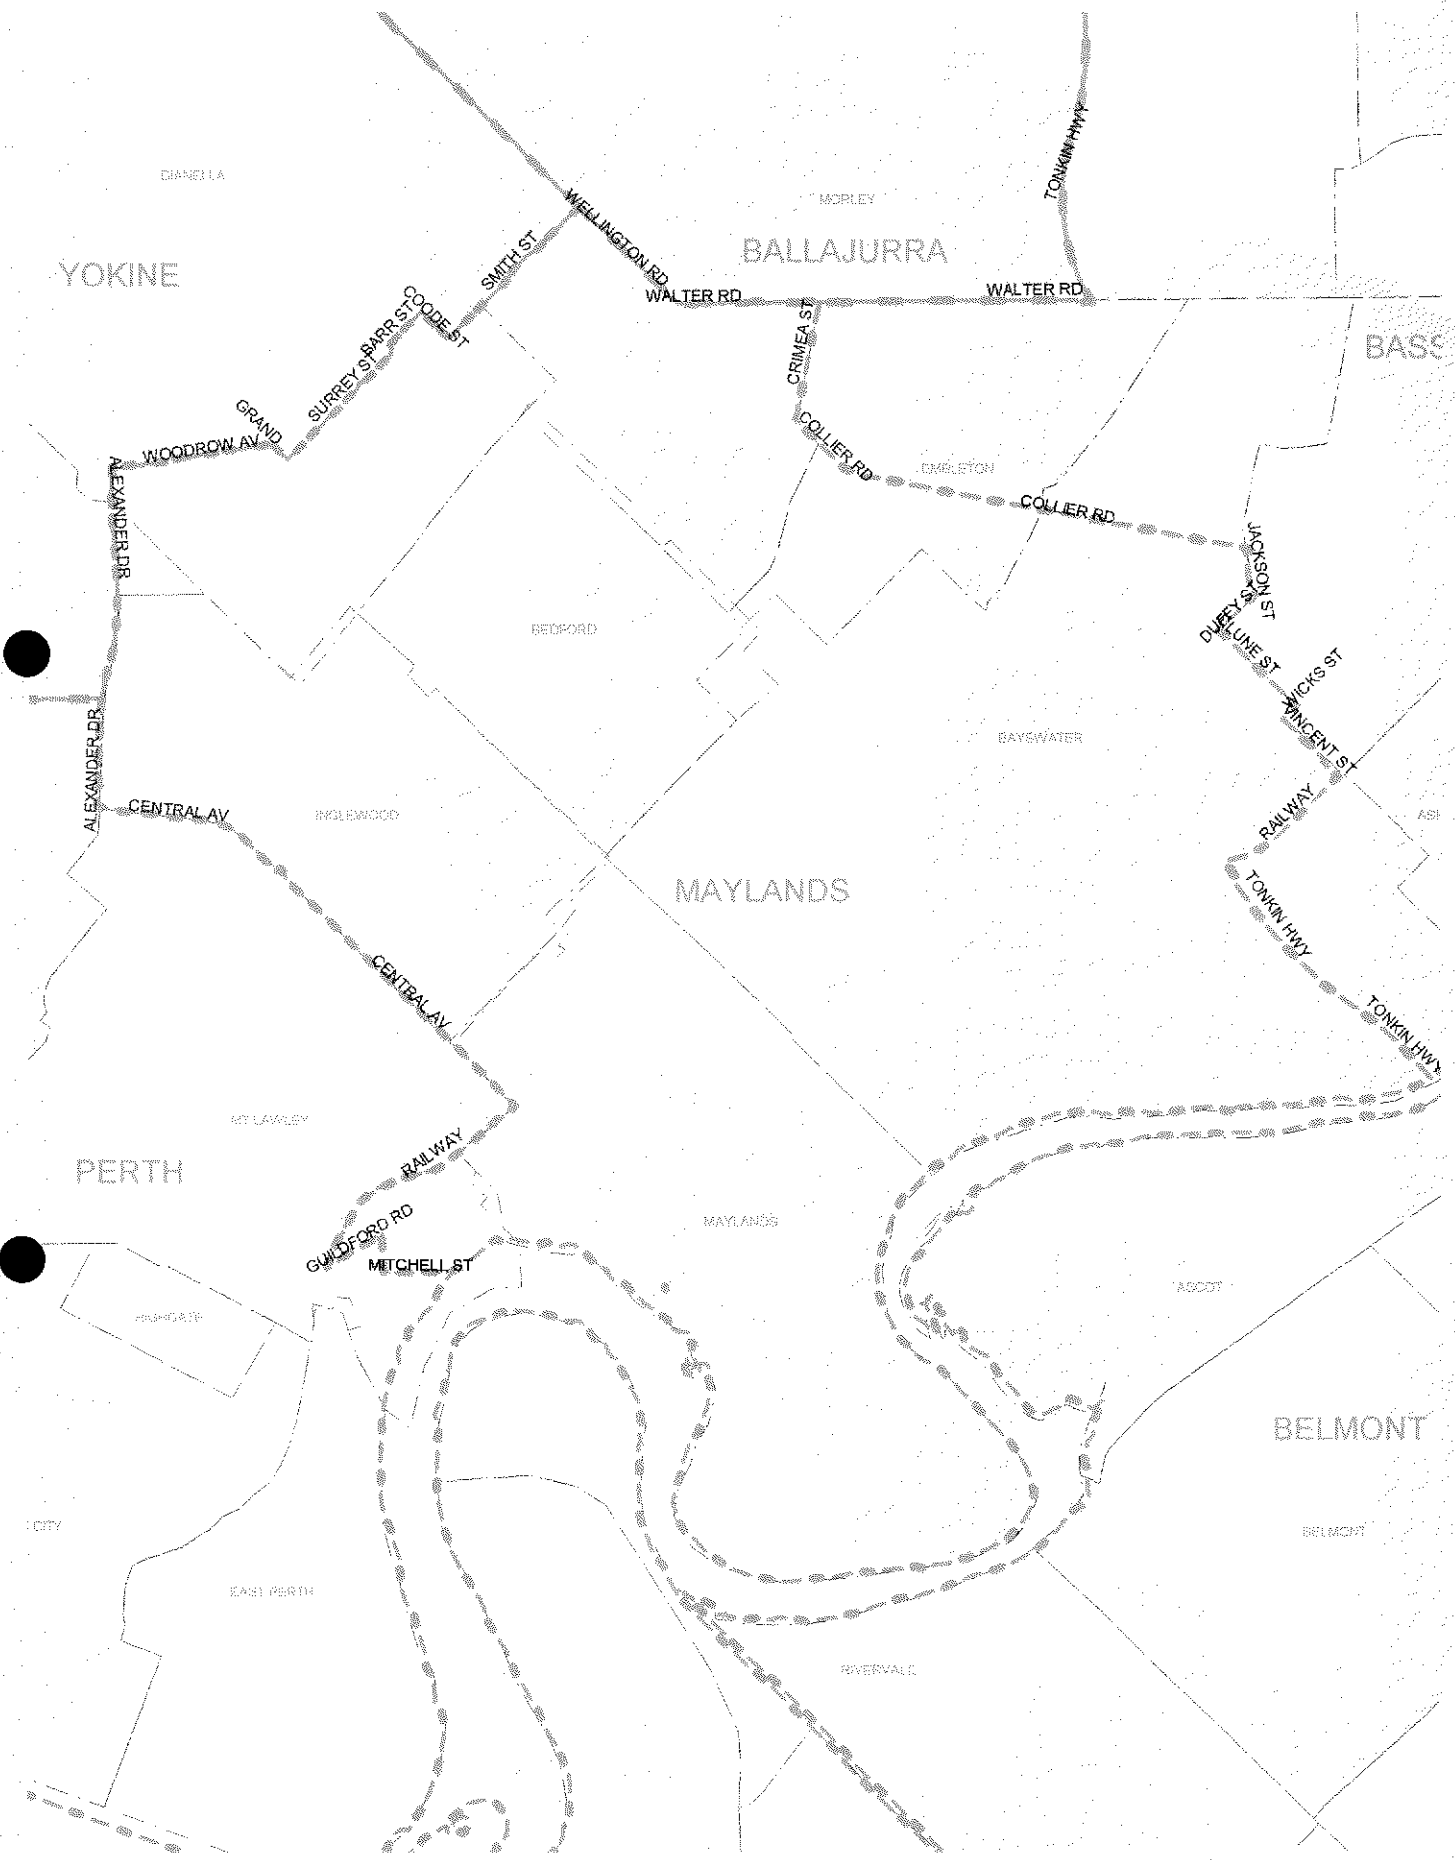 TONKIN HWY
DIANELLA
MORLEY
WELLINGTON RD
BALLAJURRA
SMITH ST
YOKINE
WALTER RD
WALTER RD
COODE ST
BARR ST
CRIMEA ST
SURREY ST
GRAND
WOODROW AV
COLLIER RD
EMBLETON
ALEXANDER DR
COLLIER RD
JACKSON ST
DUFFY ST
BEDFORD
CLUNE ST
WICKS ST
VINCENT ST
BAYSWATER
ALEXANDER DR
CENTRAL AV
INGLEWOOD
RAILWAY
MAYLANDS
TONKIN HWY
CENTRAL AV
TONKIN HWY
MT LAWLEY
RAILWAY
PERTH
GUILDFORD RD
MAYLANDS
MITCHELL ST
ASCOT
HIGHGATE
BELMONT
CITY
BELMONT
EAST PERTH
RIVERVALE